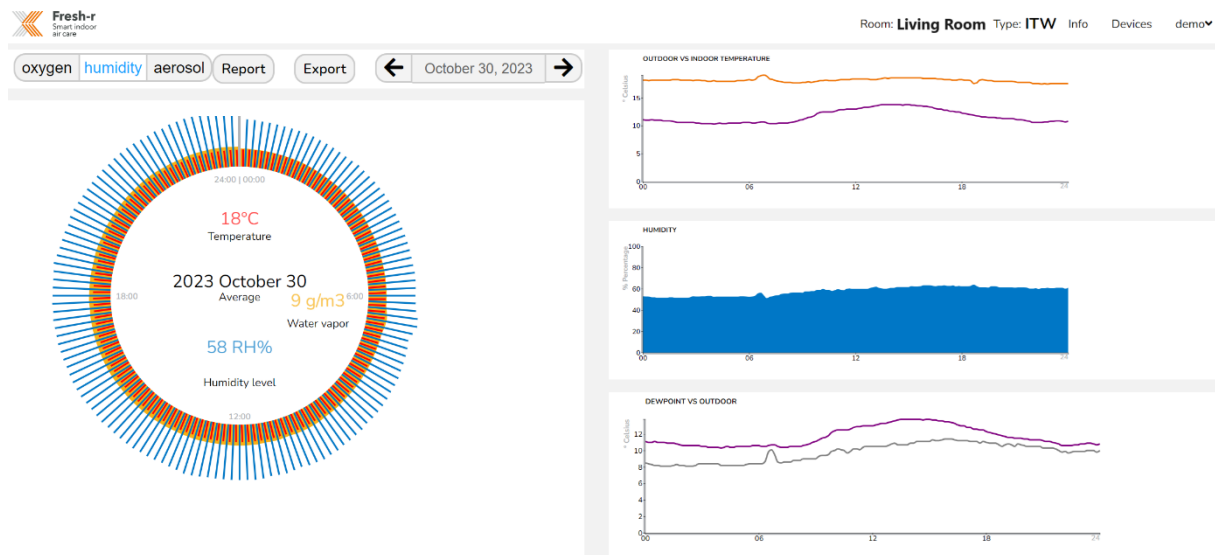 Fresh-r
Smart indoor
air care
Room: Living Room Type: ITW Info Devices demo
oxygen humidity aerosol Report Export October 30, 2023
24:00 | 00:00
18°C
Temperature
2023 October 30
Average
18:00
9 g/m3
6:00
Water vapor
58 RH%
Humidity level
12:00
OUTDOOR VS INDOOR TEMPERATURE
° Celsius
15
10
5
0
00 06 12 18 24
HUMIDITY
% Percentage
100
80
60
40
20
0
00 06 12 18 24
DEWPOINT VS OUTDOOR
° Celsius
12
10
8
6
4
2
0
00 06 12 18 24